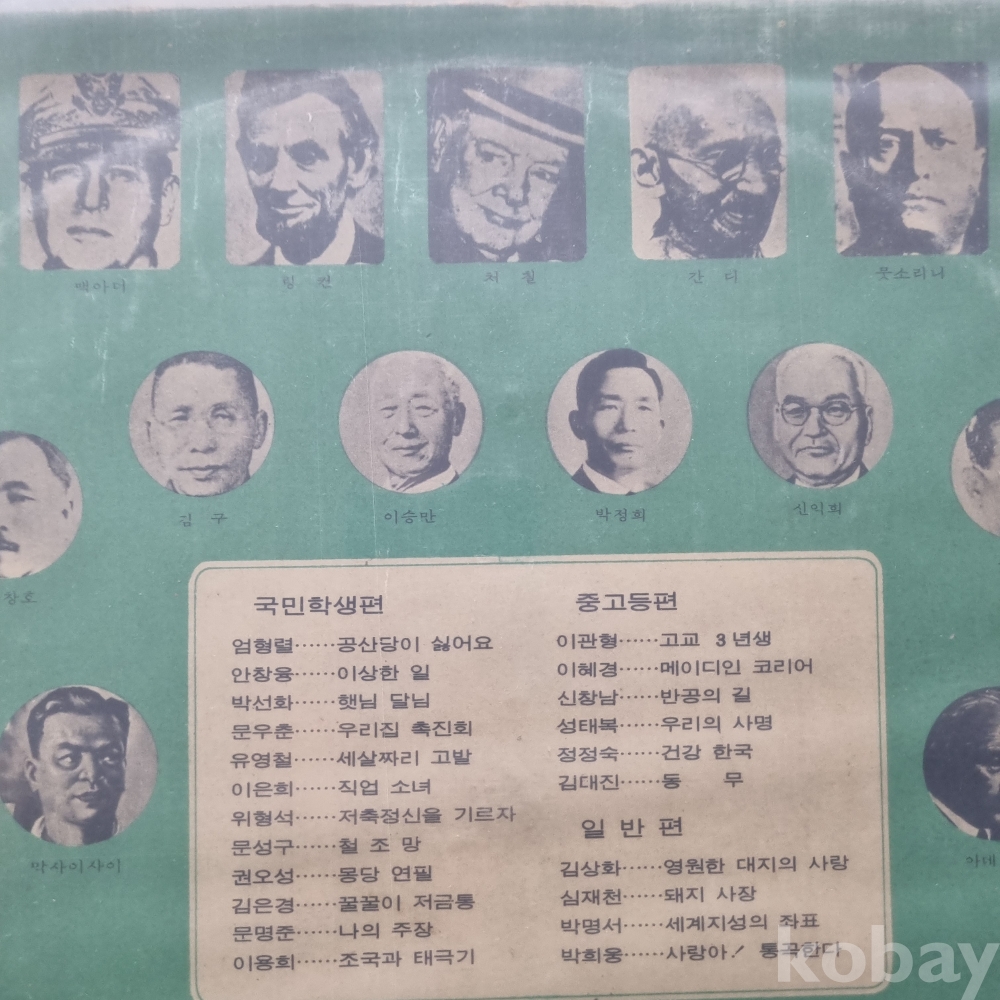 맥아더
링컨
처칠
간디
뭇소리니
김구
이승만
박정희
신익희
창호
막사이사이
아데
국민학생편
엄형렬……공산당이 싫어요
안창융……이상한 일
박선화……햇님 달님
문우춘……우리집 촉진회
유영철……세살짜리 고발
이은희……직업 소녀
위형석……저축정신을 기르자
문성구……철조망
권오성……몽당 연필
김은경……꿀꿀이 저금통
문명준……나의 주장
이용희……조국과 태극기
중고등편
이관형……고교 3년생
이혜경……메이디인 코리어
신창남……반공의 길
성태복……우리의 사명
정정숙……건강 한국
김대진……동무
일반편
김상화……영원한 대지의 사랑
심재천……돼지 사장
박명서……세계지성의 좌표
박희웅……사랑아! 통곡한다
kobay